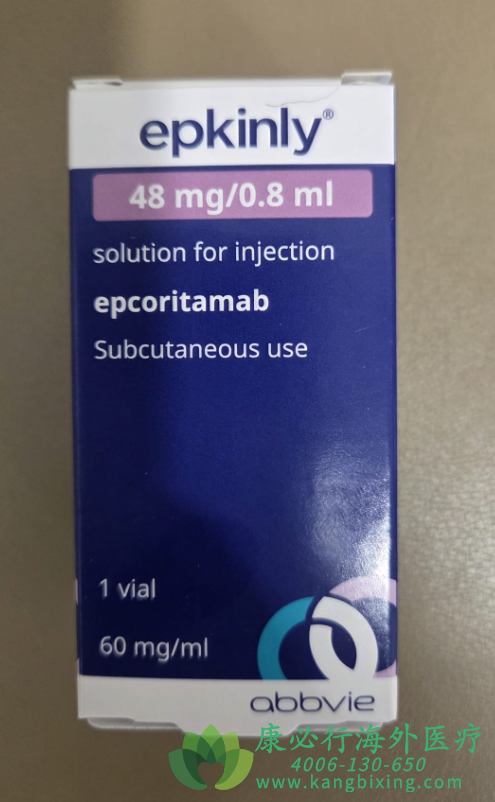 epkinly®
48 mg/0.8 ml
solution for injection
epcoritamab
Subcutaneous use
1 vial
60 mg/ml
abbvie
康必行海外医疗
4006-130-650
www.kangbixing.com